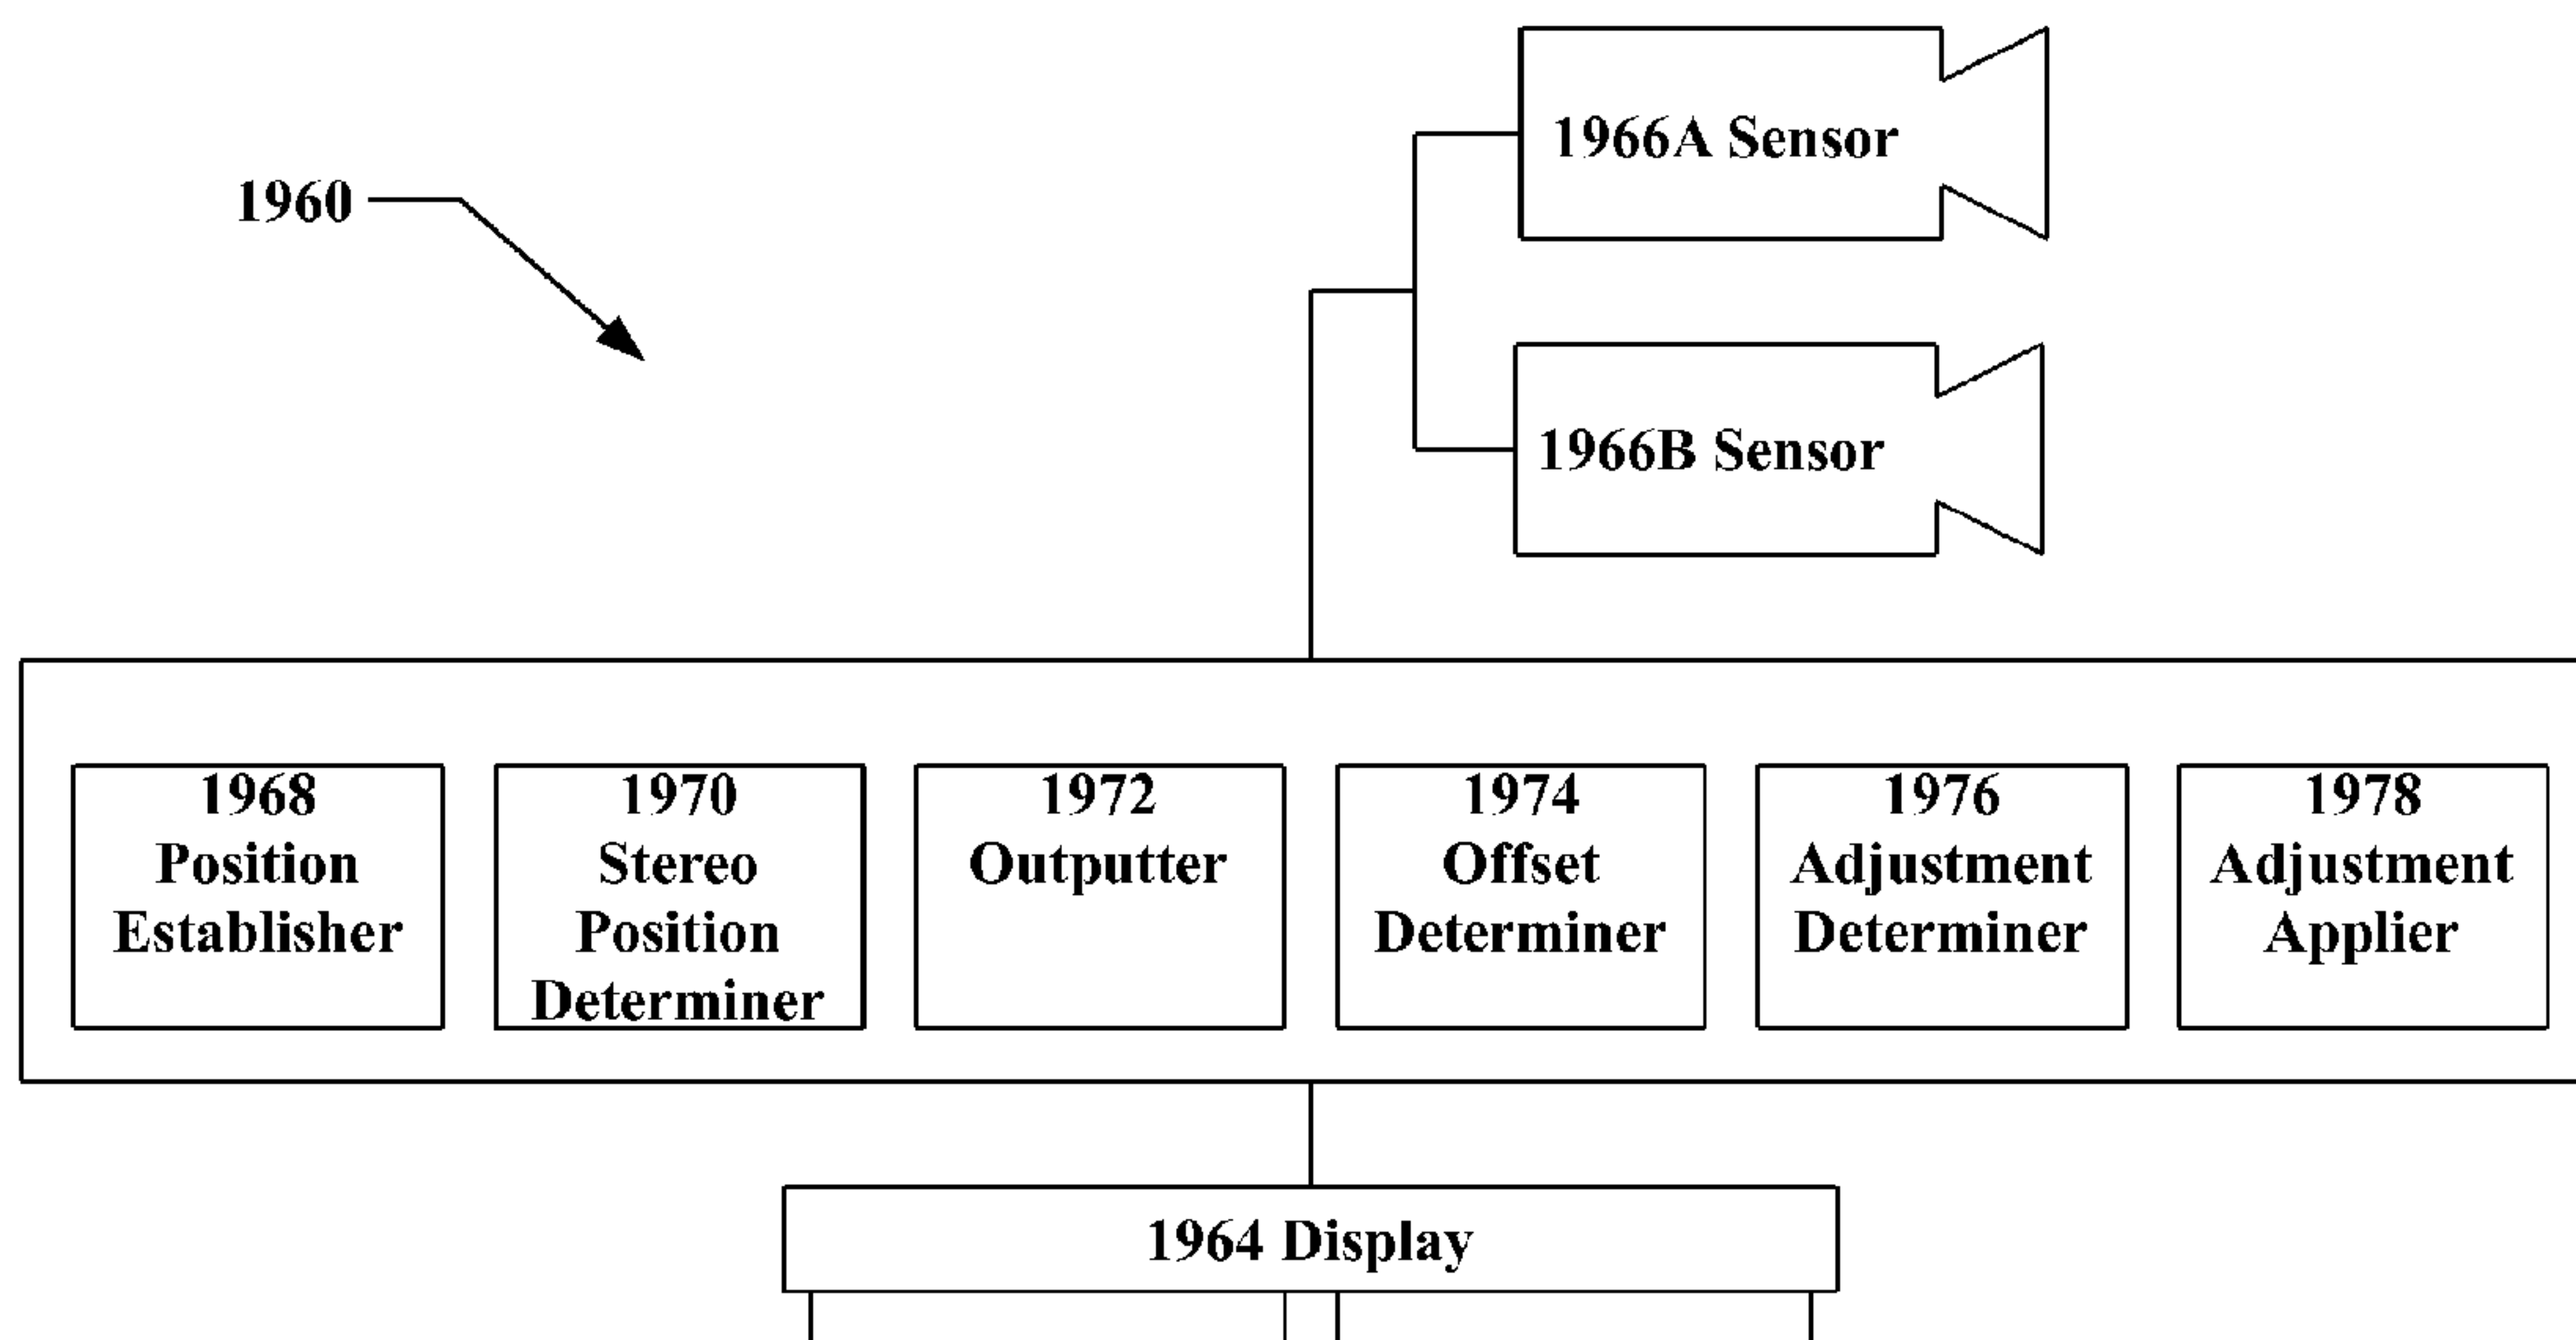 1966A Sensor
1960
1966B Sensor
1968
Position
Establisher
1970
Stereo
Position
Determiner
1972
Outputter
1974
Offset
Determiner
1976
Adjustment
Determiner
1978
Adjustment
Applier
1964 Display